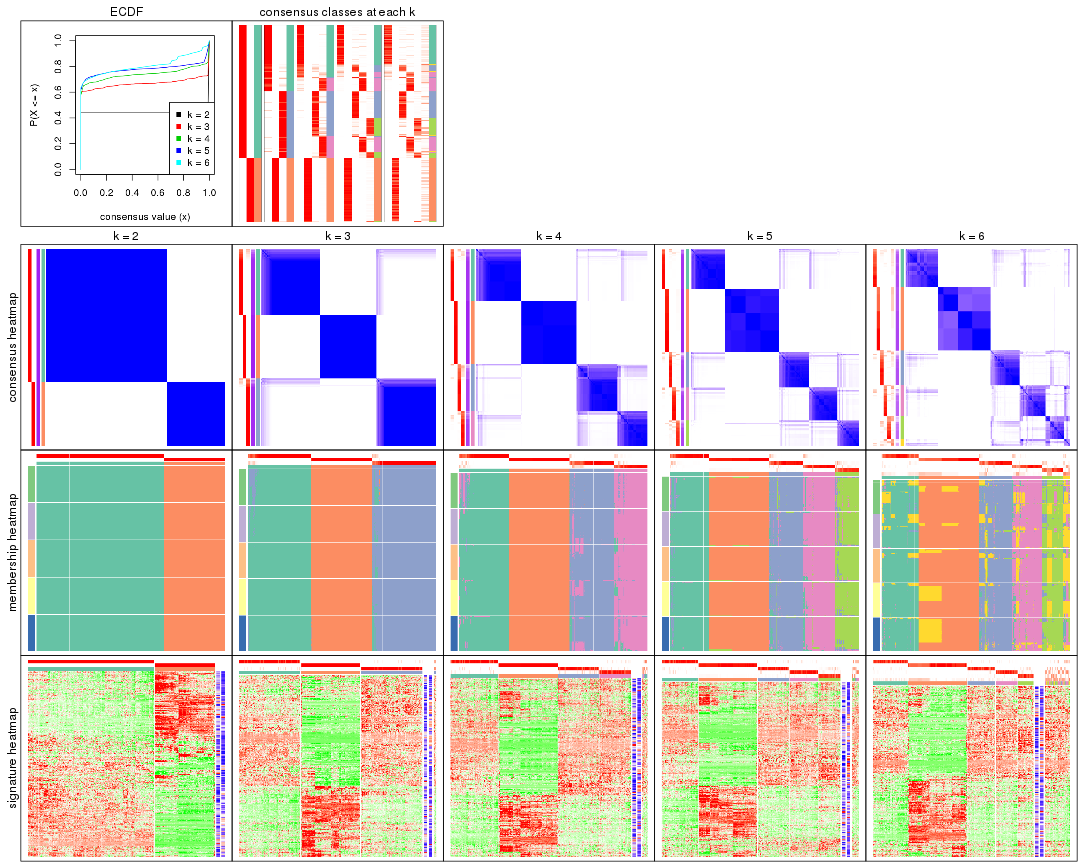 ECDF
consensus classes at each k
P(X <= x)
0.0
0.2
0.4
0.6
0.8
1.0
k = 2
k = 3
k = 4
k = 5
k = 6
0.0 0.2 0.4 0.6 0.8 1.0
consensus value (x)
k = 2
k = 3
k = 4
k = 5
k = 6
consensus heatmap
membership heatmap
signature heatmap